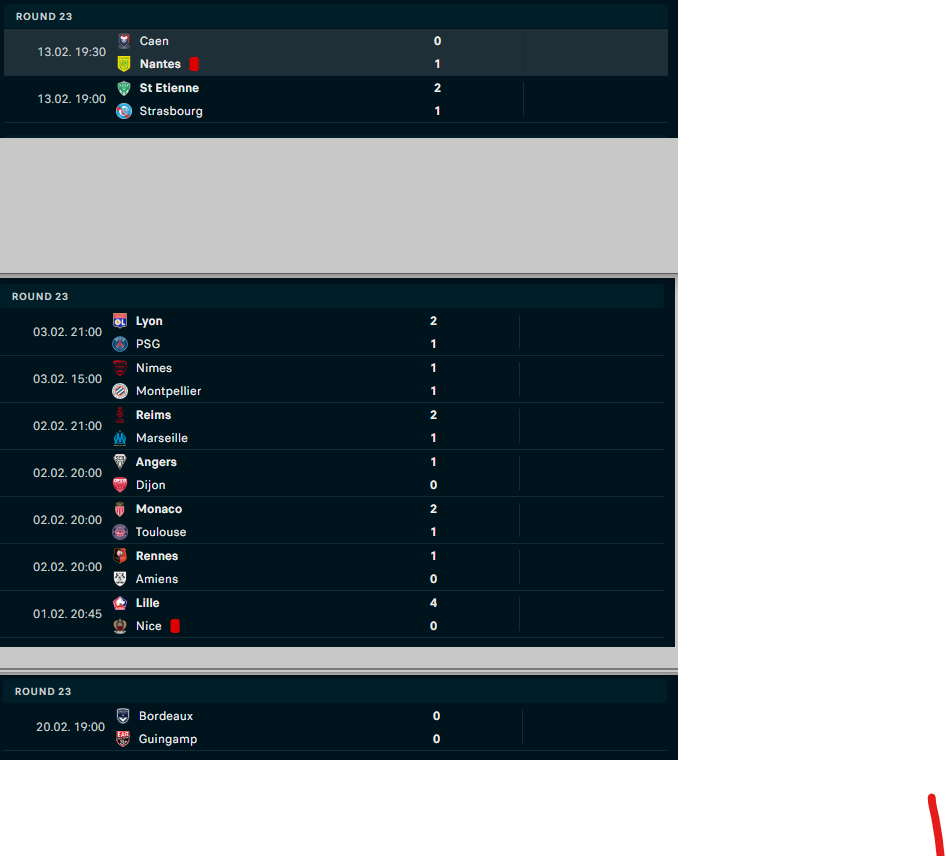 ROUND 23
13.02. 19:30 Caen 0
Nantes 1
13.02. 19:00 St Etienne 2
Strasbourg 1
ROUND 23
03.02. 21:00 Lyon 2
PSG 1
03.02. 15:00 Nimes 1
Montpellier 1
02.02. 21:00 Reims 2
Marseille 1
02.02. 20:00 Angers 1
Dijon 0
02.02. 20:00 Monaco 2
Toulouse 1
02.02. 20:00 Rennes 1
Amiens 0
01.02. 20:45 Lille 4
Nice 0
ROUND 23
20.02. 19:00 Bordeaux 0
Guingamp 0